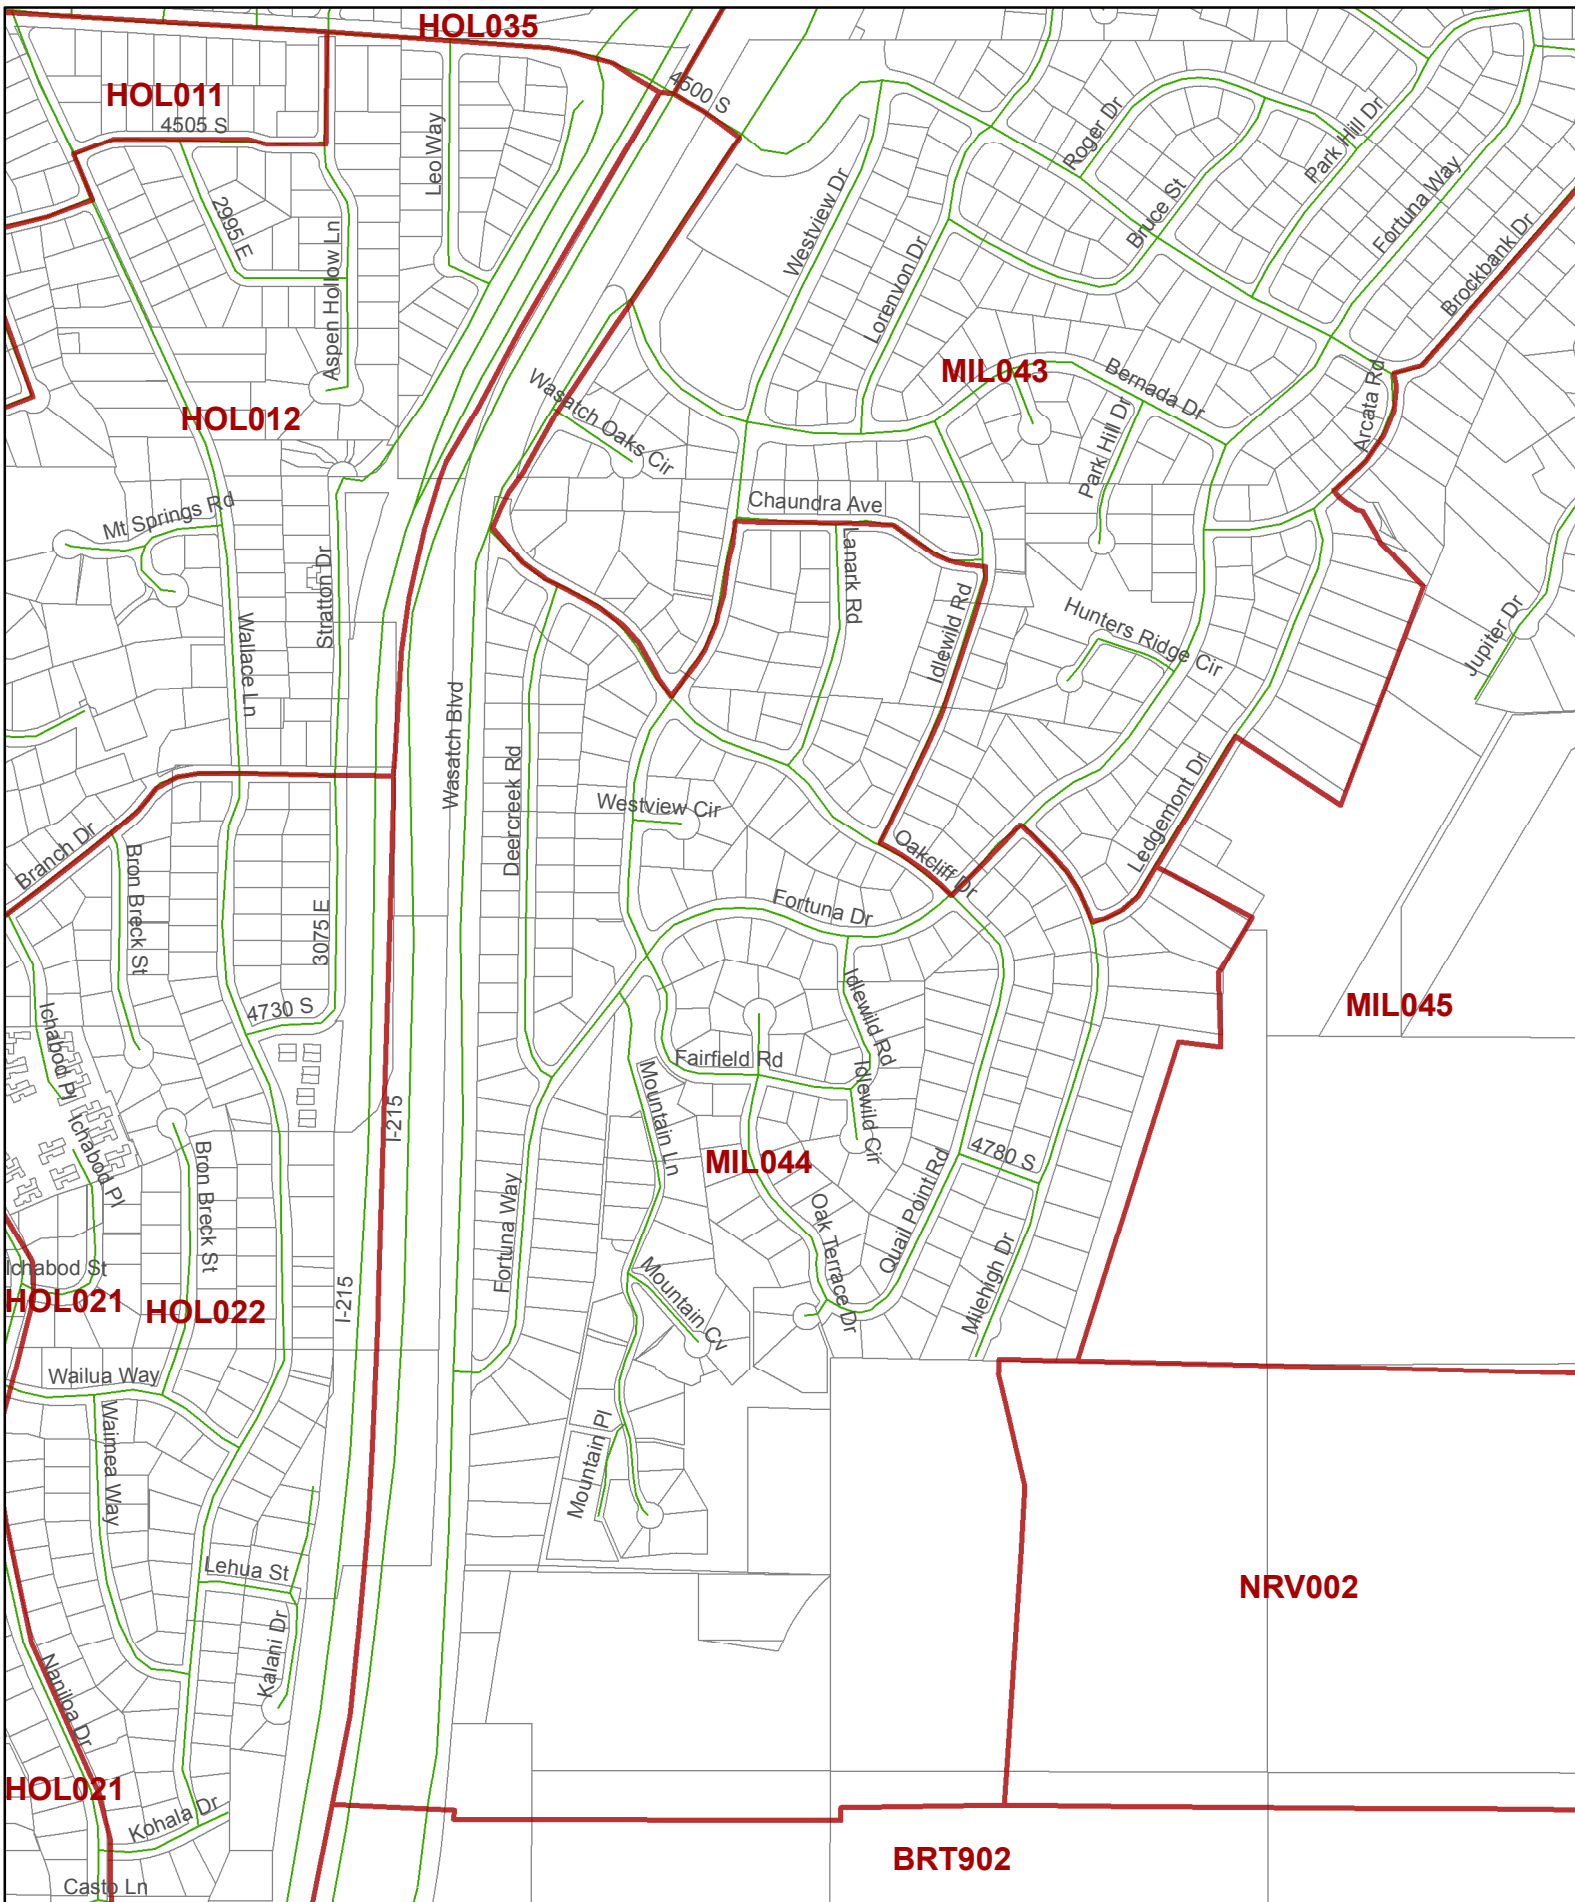 HOL035
HOL011
4505 S
4500 S
Leo Way
2995 E
Aspen Hollow Ln
Roger Dr
Park Hill Dr
Bruce St
Fortuna Way
Brockbank Dr
Westview Dr
Lorenvon Dr
MIL043
Bernada Dr
Arcata Rd
Park Hill Dr
HOL012
Wasatch Oaks Cir
Mt Springs Rd
Chaundra Ave
Lanark Rd
Idlewild Rd
Stratton Dr
Wallace Ln
Hunters Ridge Cir
Jupiter Dr
Wasatch Blvd
Deercreek Rd
Westview Cir
Ledgemont Dr
Branch Dr
Bron Breck St
Oakcliff Dr
Fortuna Dr
3075 E
4730 S
Idlewild Rd
MIL045
Ichabod Pl
Fairfield Rd
Idlewild Cir
Mountain Ln
I-215
Ichabod Pl
Bron Breck St
MIL044
4780 S
Quail Point Rd
Oak Terrace Dr
Fortuna Way
Milehigh Dr
Mountain Cv
Ichabod St
HOL021
HOL022
I-215
Wailua Way
Waimea Way
Mountain Pl
Lehua St
NRV002
Kalani Dr
Naniloa Dr
HOL021
Kohala Dr
BRT902
Casto Ln